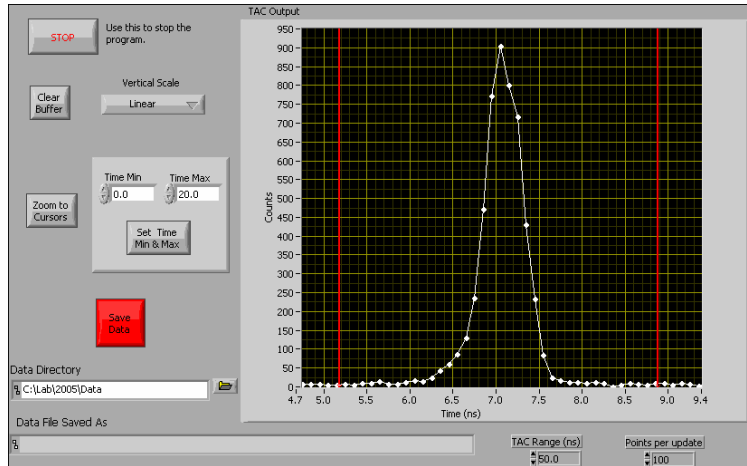 TAC Output
STOP
Use this to stop the
program.
Clear
Buffer
Vertical Scale
Linear
Time Min
Time Max
0.0
20.0
Zoom to
Cursors
Set Time
Min & Max
Save
Data
Data Directory
C:\Lab\2005\Data
Data File Saved As
Counts
950
900
850
800
750
700
650
600
550
500
450
400
350
300
250
200
150
100
50
0
4.7 5.0 5.5 6.0 6.5 7.0 7.5 8.0 8.5 9.0 9.4
Time (ns)
TAC Range (ns)
50.0
Points per update
100